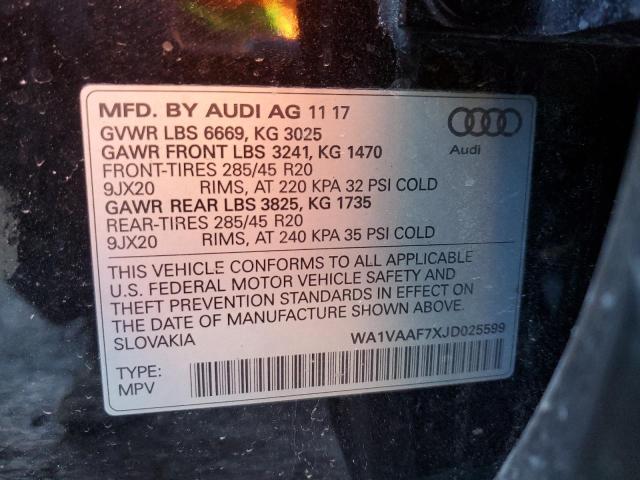 MFD. BY AUDI AG 11 17
GVWR LBS 6669, KG 3025
GAWR FRONT LBS 3241, KG 1470
FRONT-TIRES 285/45 R20
9JX20 RIMS, AT 220 KPA 32 PSI COLD
GAWR REAR LBS 3825, KG 1735
REAR-TIRES 285/45 R20
9JX20 RIMS, AT 240 KPA 35 PSI COLD
Audi
THIS VEHICLE CONFORMS TO ALL APPLICABLE
U.S. FEDERAL MOTOR VEHICLE SAFETY AND
THEFT PREVENTION STANDARDS IN EFFECT ON
THE DATE OF MANUFACTURE SHOWN ABOVE.
SLOVAKIA WA1VAAF7XJD025599
TYPE:
MPV